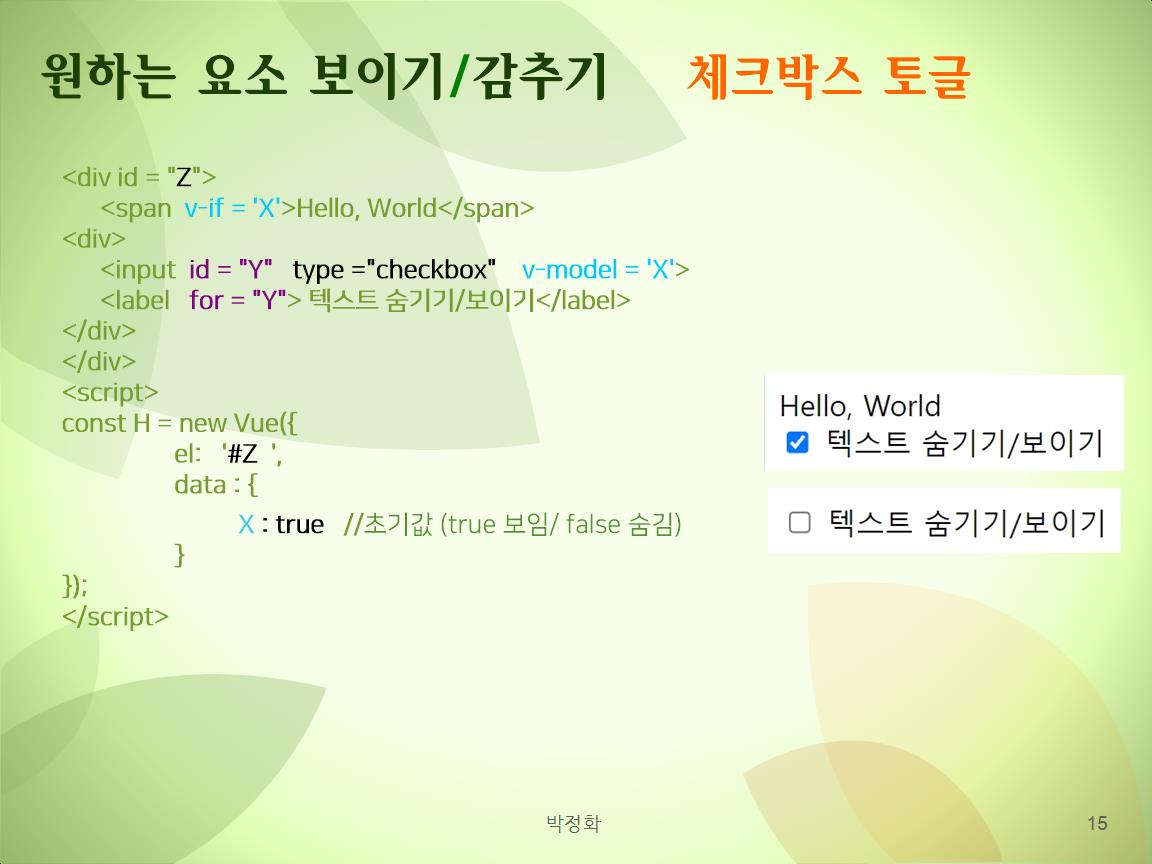 원하는 요소 보이기/감추기 체크박스 토글
<div id = "Z">
<span v-if = 'X'>Hello, World</span>
<div>
<input id = "Y" type ="checkbox" v-model = 'X'>
<label for = "Y"> 텍스트 숨기기/보이기</label>
</div>
</div>
<script>
const H = new Vue({
el: '#Z ',
data : {
X : true //초기값 (true 보임/ false 숨김)
}
});
</script>
Hello, World
텍스트 숨기기/보이기
텍스트 숨기기/보이기
박정화
15